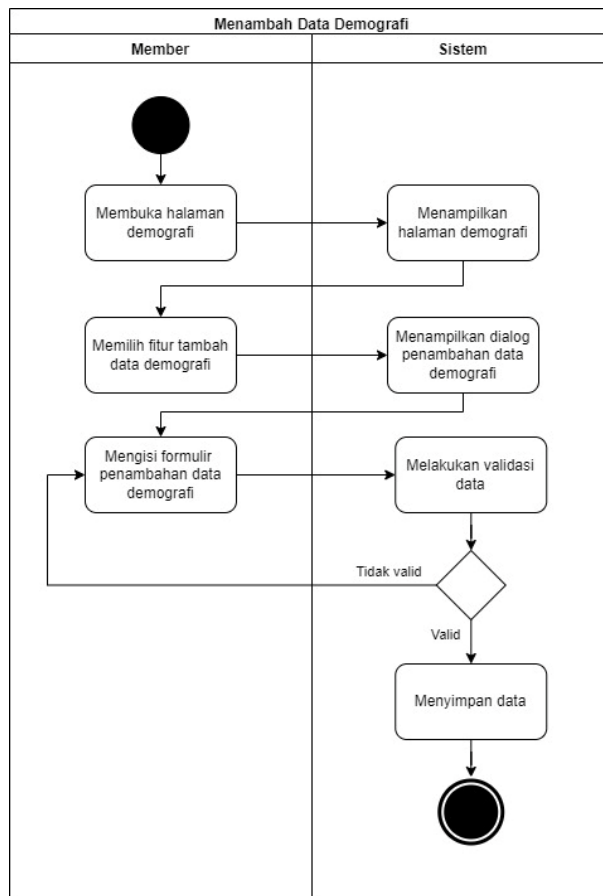 Menambah Data Demografi
Member
Sistem
Membuka halaman
demografi
Menampilkan
halaman demografi
Memilih fitur tambah
data demografi
Menampilkan dialog
penambahan data
demografi
Mengisi formulir
penambahan data
demografi
Melakukan validasi
data
Tidak valid
Valid
Menyimpan data